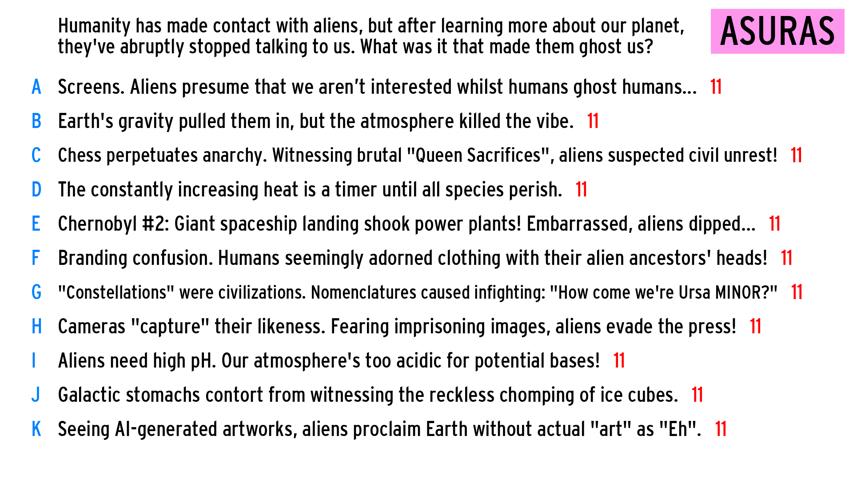 Humanity has made contact with aliens, but after learning more about our planet,
they've abruptly stopped talking to us. What was it that made them ghost us?
ASURAS
A Screens. Aliens presume that we aren't interested whilst humans ghost humans... 11
B Earth's gravity pulled them in, but the atmosphere killed the vibe. 11
C Chess perpetuates anarchy. Witnessing brutal "Queen Sacrifices", aliens suspected civil unrest! 11
D The constantly increasing heat is a timer until all species perish. 11
E Chernobyl #2: Giant spaceship landing shook power plants! Embarrassed, aliens dipped... 11
F Branding confusion. Humans seemingly adorned clothing with their alien ancestors' heads! 11
G "Constellations" were civilizations. Nomenclatures caused infighting: "How come we're Ursa MINOR?" 11
H Cameras "capture" their likeness. Fearing imprisoning images, aliens evade the press! 11
I Aliens need high pH. Our atmosphere's too acidic for potential bases! 11
J Galactic stomachs contort from witnessing the reckless chomping of ice cubes. 11
K Seeing AI-generated artworks, aliens proclaim Earth without actual "art" as "Eh". 11